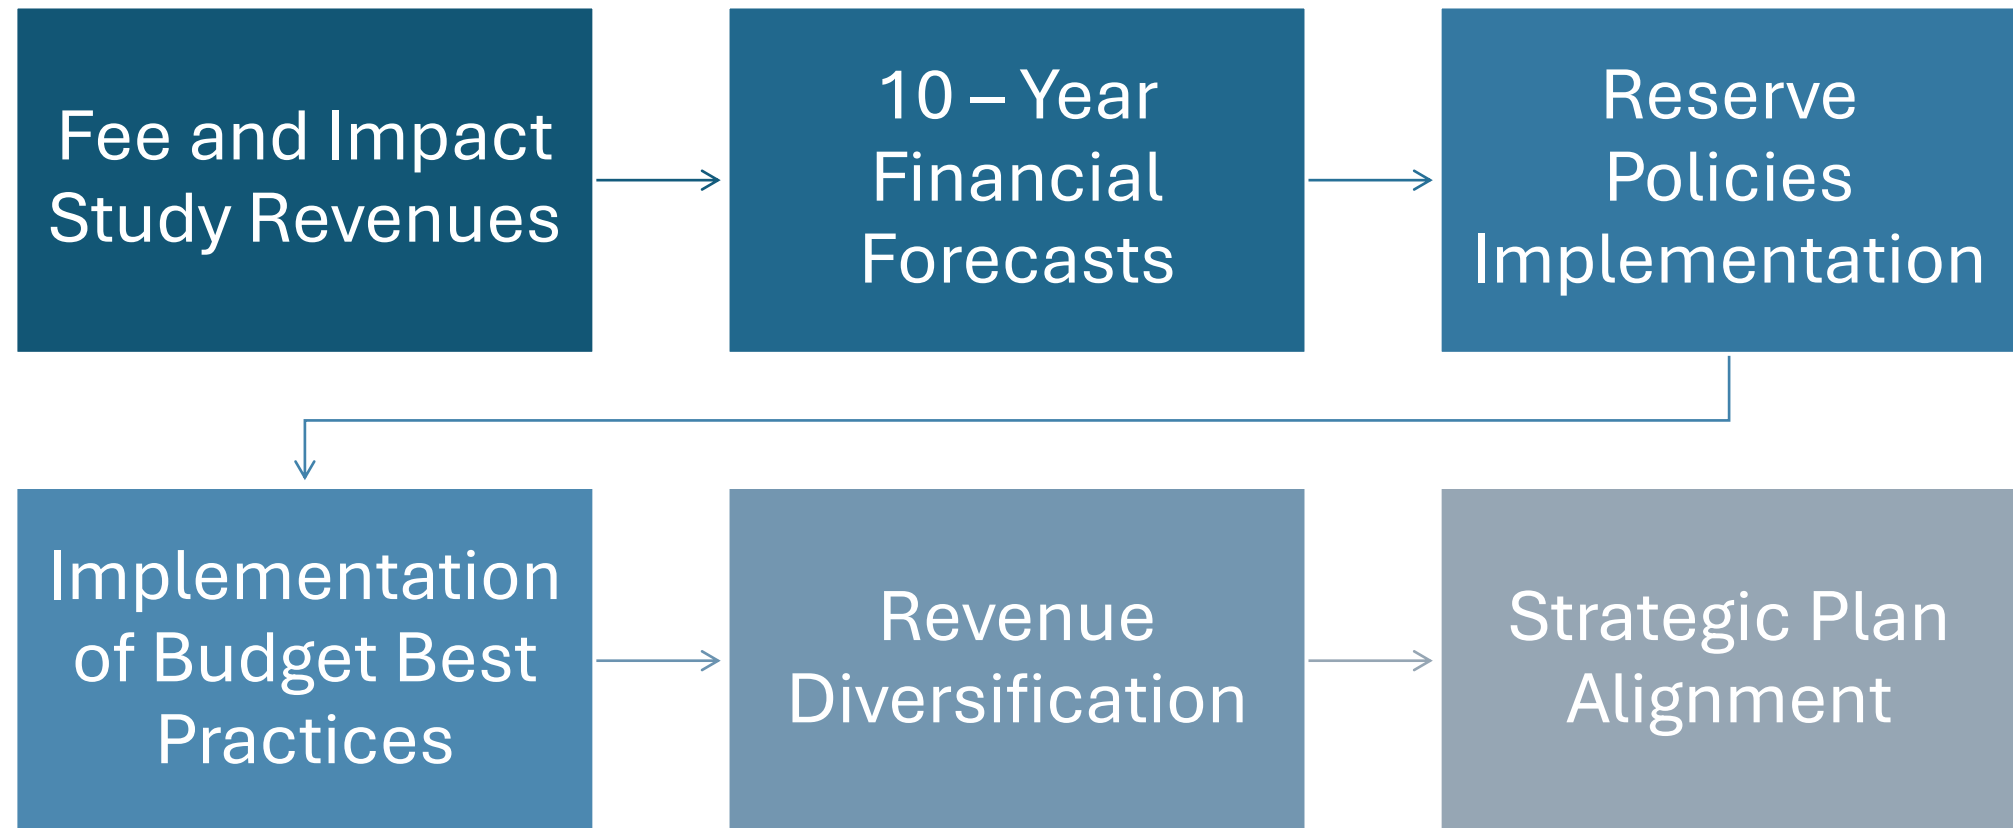 Fee and Impact
Study Revenues
10 – Year
Financial
Forecasts
Reserve
Policies
Implementation
Implementation
of Budget Best
Practices
Revenue
Diversification
Strategic Plan
Alignment